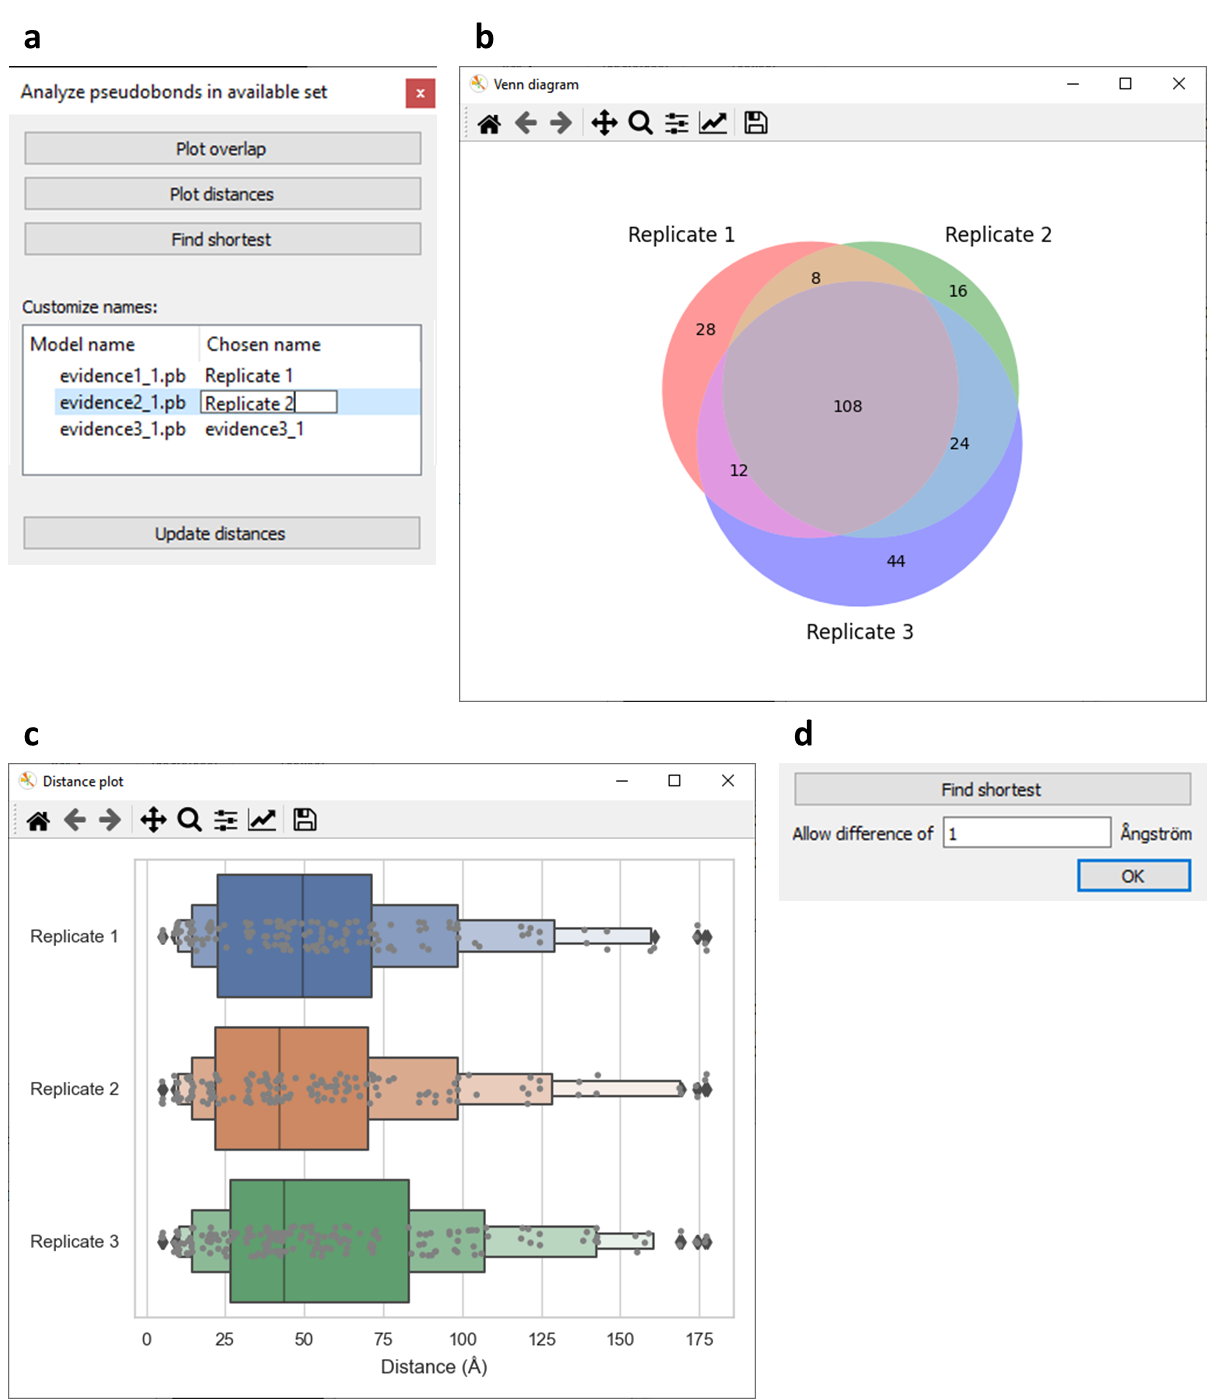 a
Analyze pseudobonds in available set
x
Plot overlap
Plot distances
Find shortest
Customize names:
Model name Chosen name
evidence1_1.pb Replicate 1
evidence2_1.pb Replicate 2
evidence3_1.pb evidence3_1
Update distances
b
Venn diagram
Replicate 1
Replicate 2
8
16
28
108
24
12
44
Replicate 3
c
Distance plot
Replicate 1
Replicate 2
Replicate 3
0 25 50 75 100 125 150 175
Distance (Å)
d
Find shortest
Allow difference of 1 Ångström
OK